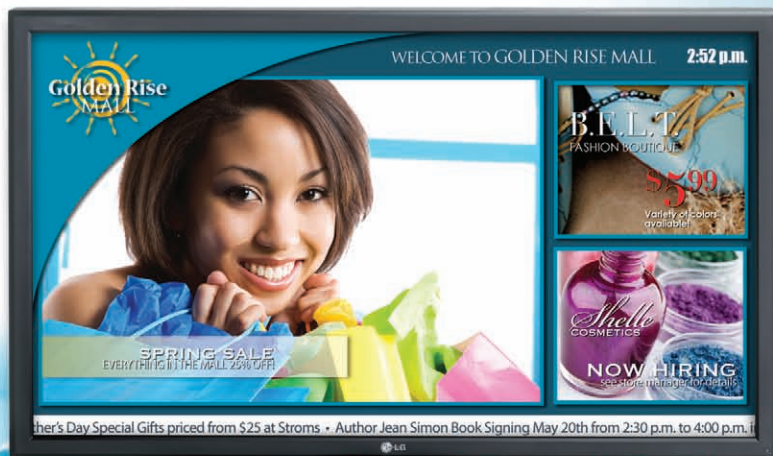 Golden Rise
MALL
WELCOME TO GOLDEN RISE MALL
2:52 p.m.
B.E.L.T.
FASHION BOUTIQUE
$5.99
Variety of colors
available!
SPRING SALE
EVERYTHING IN THE MALL 25% OFF!
Shelle
COSMETICS
NOW HIRING
see store manager for details
ther's Day Special Gifts priced from $25 at Stroms • Author Jean Simon Book Signing May 20th from 2:30 p.m. to 4:00 p.m. i
LG